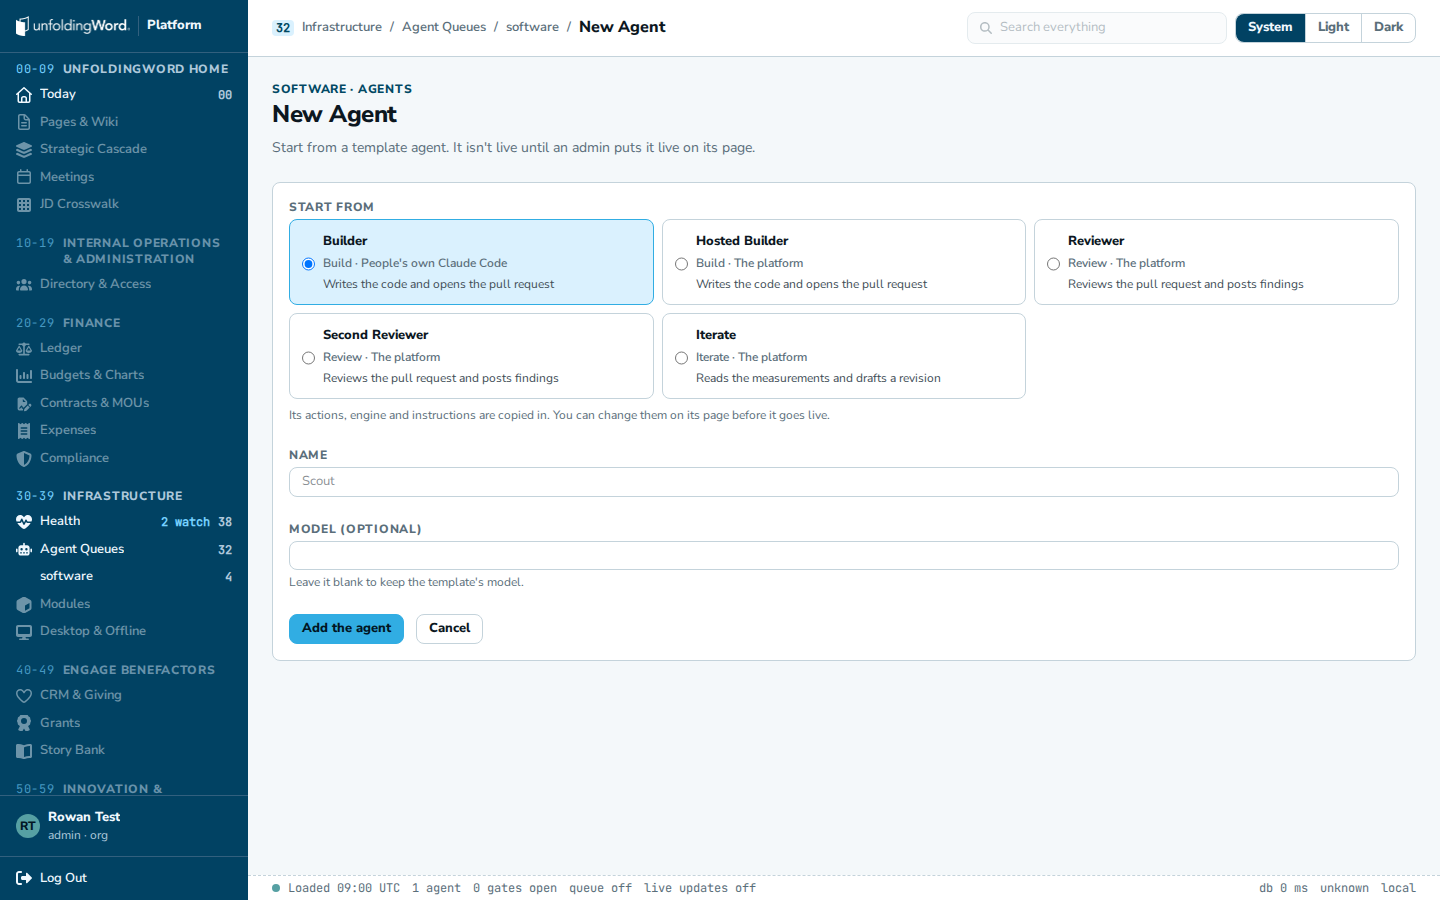 unfoldingWord Platform
00-09 UNFOLDINGWORD HOME
Today 00
Pages & Wiki
Strategic Cascade
Meetings
JD Crosswalk
10-19 INTERNAL OPERATIONS
& ADMINISTRATION
Directory & Access
20-29 FINANCE
Ledger
Budgets & Charts
Contracts & MOUs
Expenses
Compliance
30-39 INFRASTRUCTURE
Health 2 watch 38
Agent Queues 32
software 4
Modules
Desktop & Offline
40-49 ENGAGE BENEFACTORS
CRM & Giving
Grants
Story Bank
50-59 INNOVATION &
RT Rowan Test
admin · org
Log Out
32 Infrastructure / Agent Queues / software / New Agent
Search everything
System Light Dark
SOFTWARE · AGENTS
New Agent
Start from a template agent. It isn't live until an admin puts it live on its page.
START FROM
Builder
Build · People's own Claude Code
Writes the code and opens the pull request
Hosted Builder
Build · The platform
Writes the code and opens the pull request
Reviewer
Review · The platform
Reviews the pull request and posts findings
Second Reviewer
Review · The platform
Reviews the pull request and posts findings
Iterate
Iterate · The platform
Reads the measurements and drafts a revision
Its actions, engine and instructions are copied in. You can change them on its page before it goes live.
NAME
Scout
MODEL (OPTIONAL)
Leave it blank to keep the template's model.
Add the agent Cancel
Loaded 09:00 UTC 1 agent 0 gates open queue off live updates off
db 0 ms unknown local